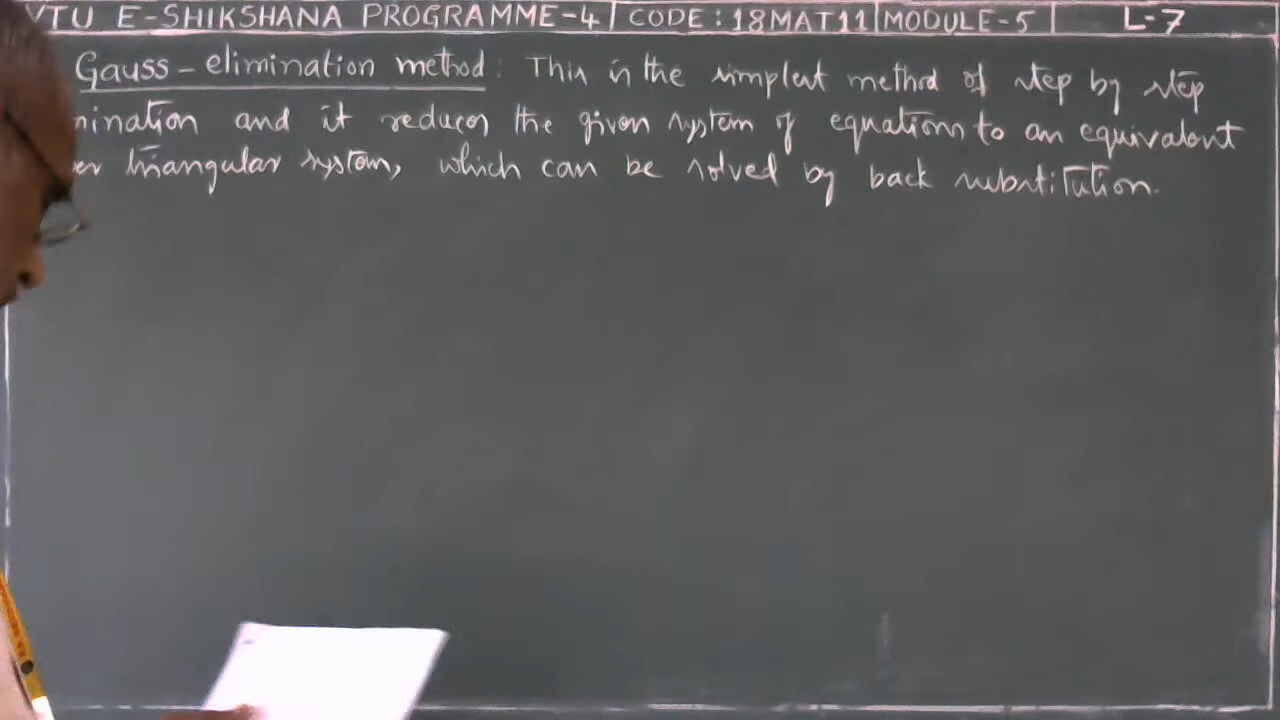 VTU E-SHIKSHANA PROGRAMME-4 | CODE: 18MAT11 | MODULE-5 | L-7
Gauss-elimination method: This is the simplest method of step by step
mination and it reduces the given system of equations to an equivalent
er triangular system, which can be solved by back substitution.